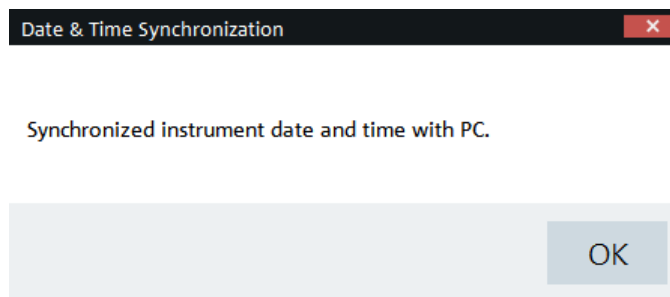 Date & Time Synchronization
Synchronized instrument date and time with PC.
OK